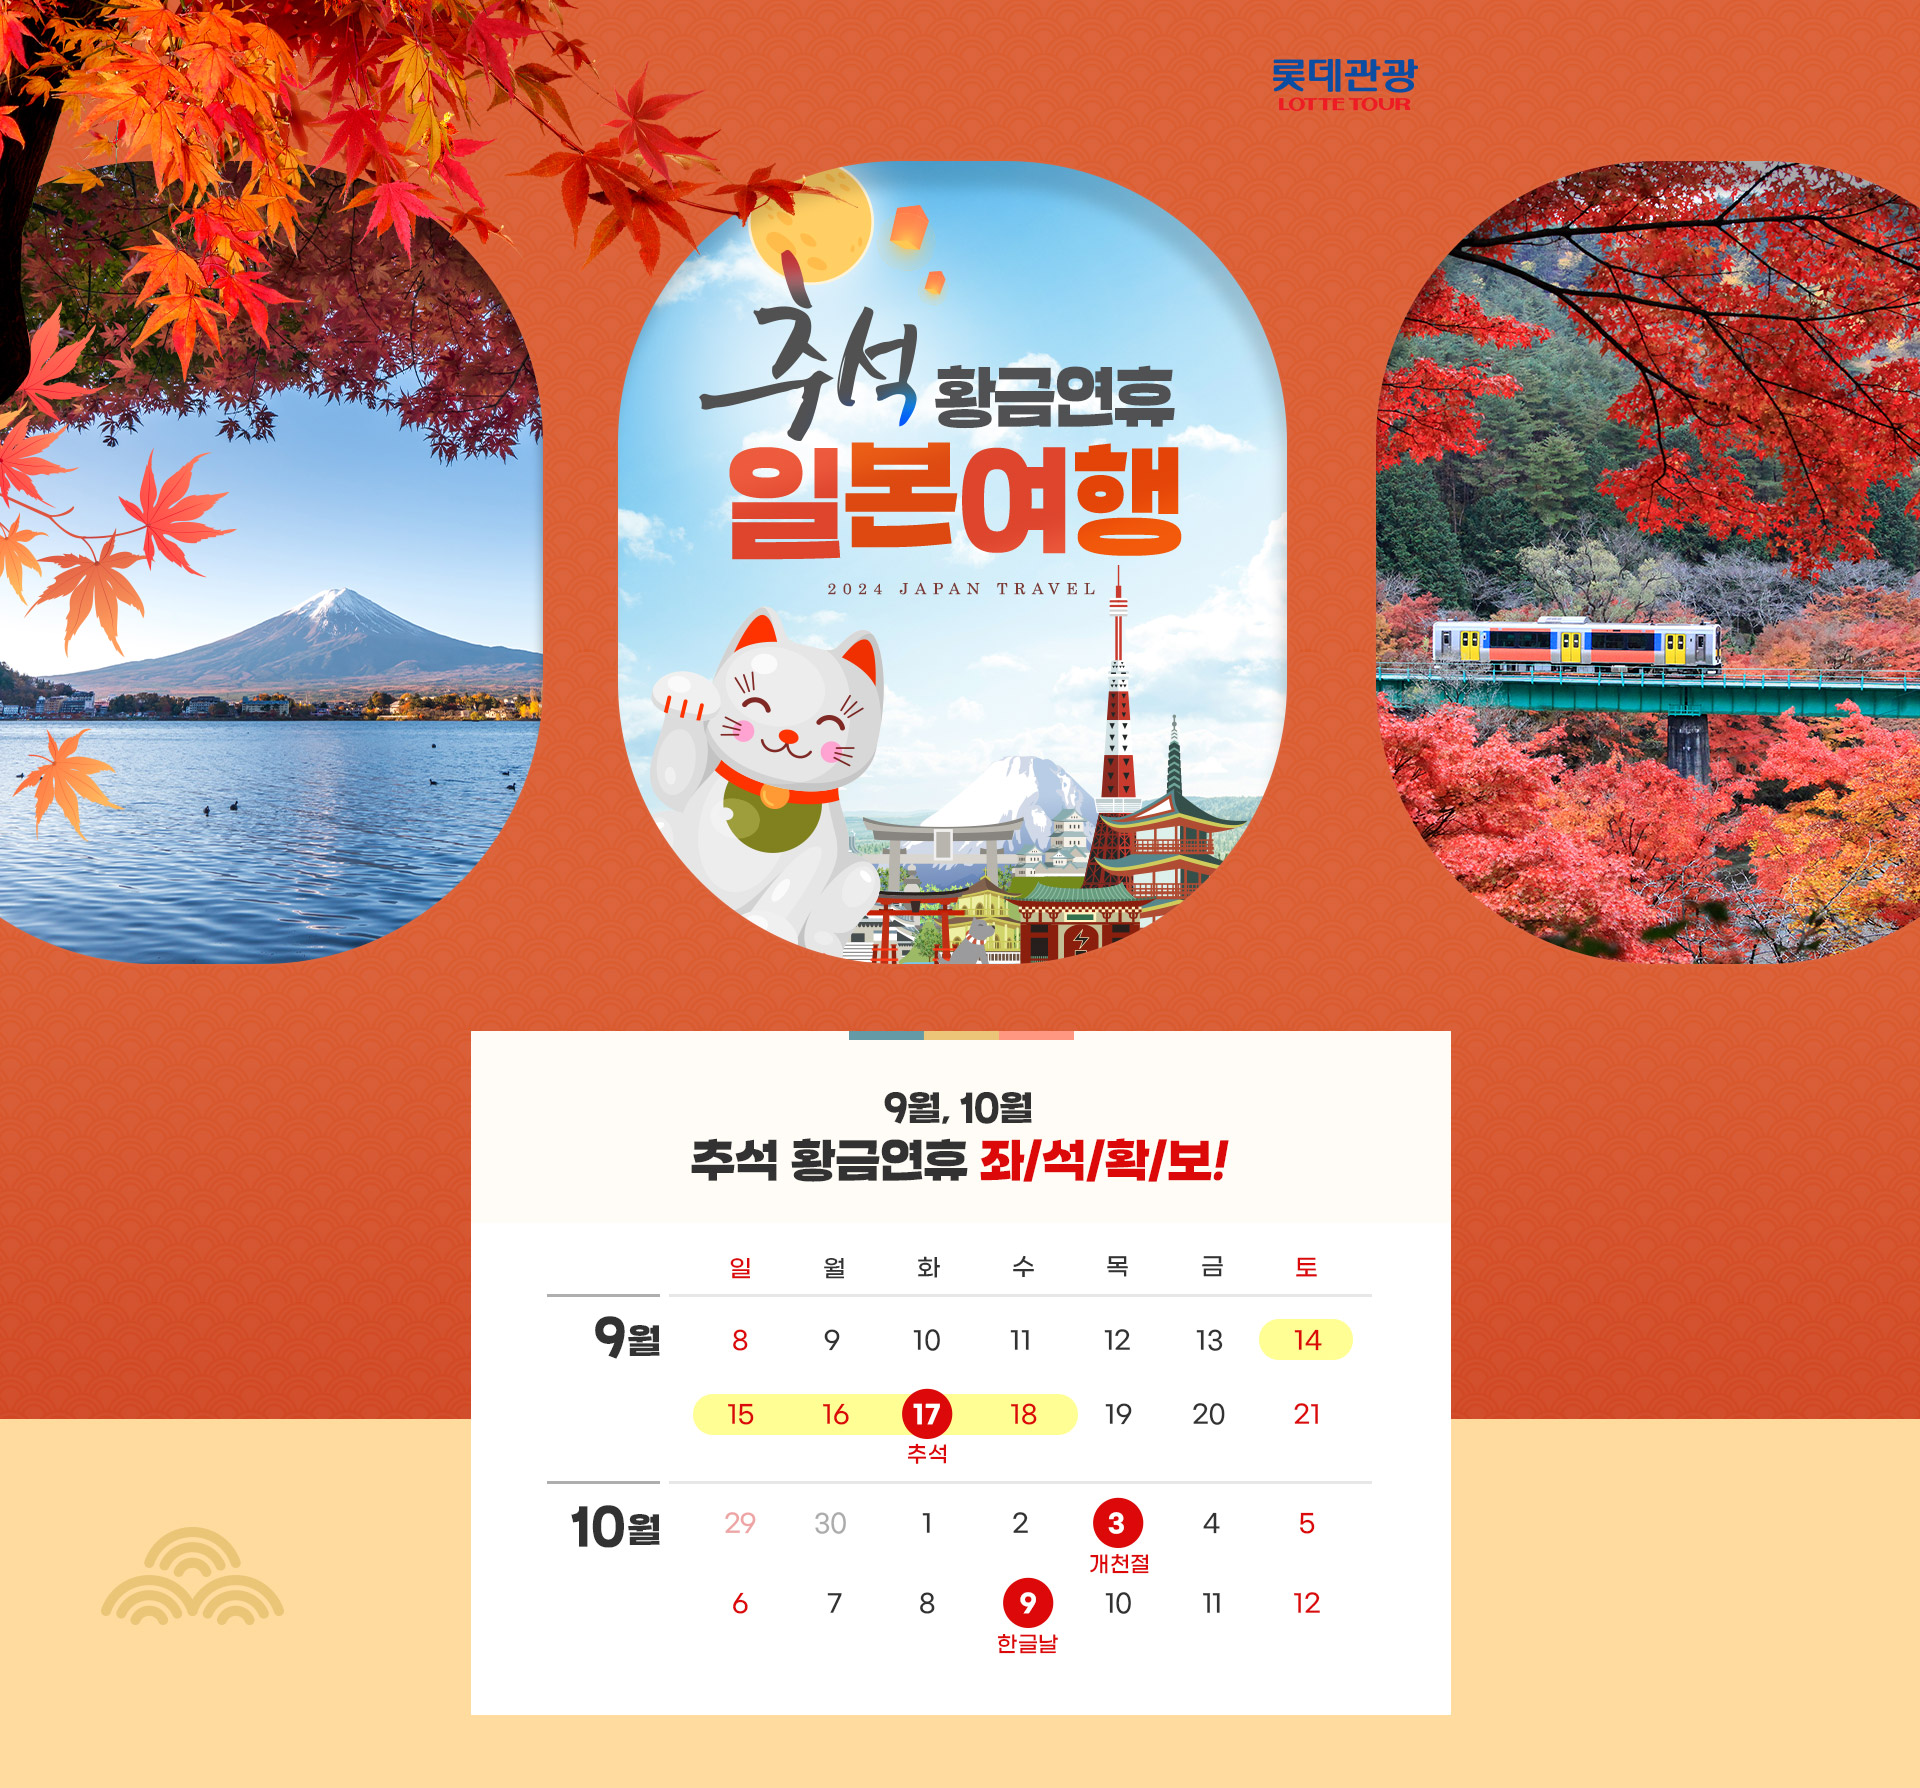 롯데관광
LOTTE TOUR
추석 황금연휴
일본여행
2024 JAPAN TRAVEL
9월, 10월
추석 황금연휴 좌/석/확/보!
일 월 화 수 목 금 토
9월 8 9 10 11 12 13 14
15 16 17 18 19 20 21
추석
10월 29 30 1 2 3 4 5
개천절
6 7 8 9 10 11 12
한글날